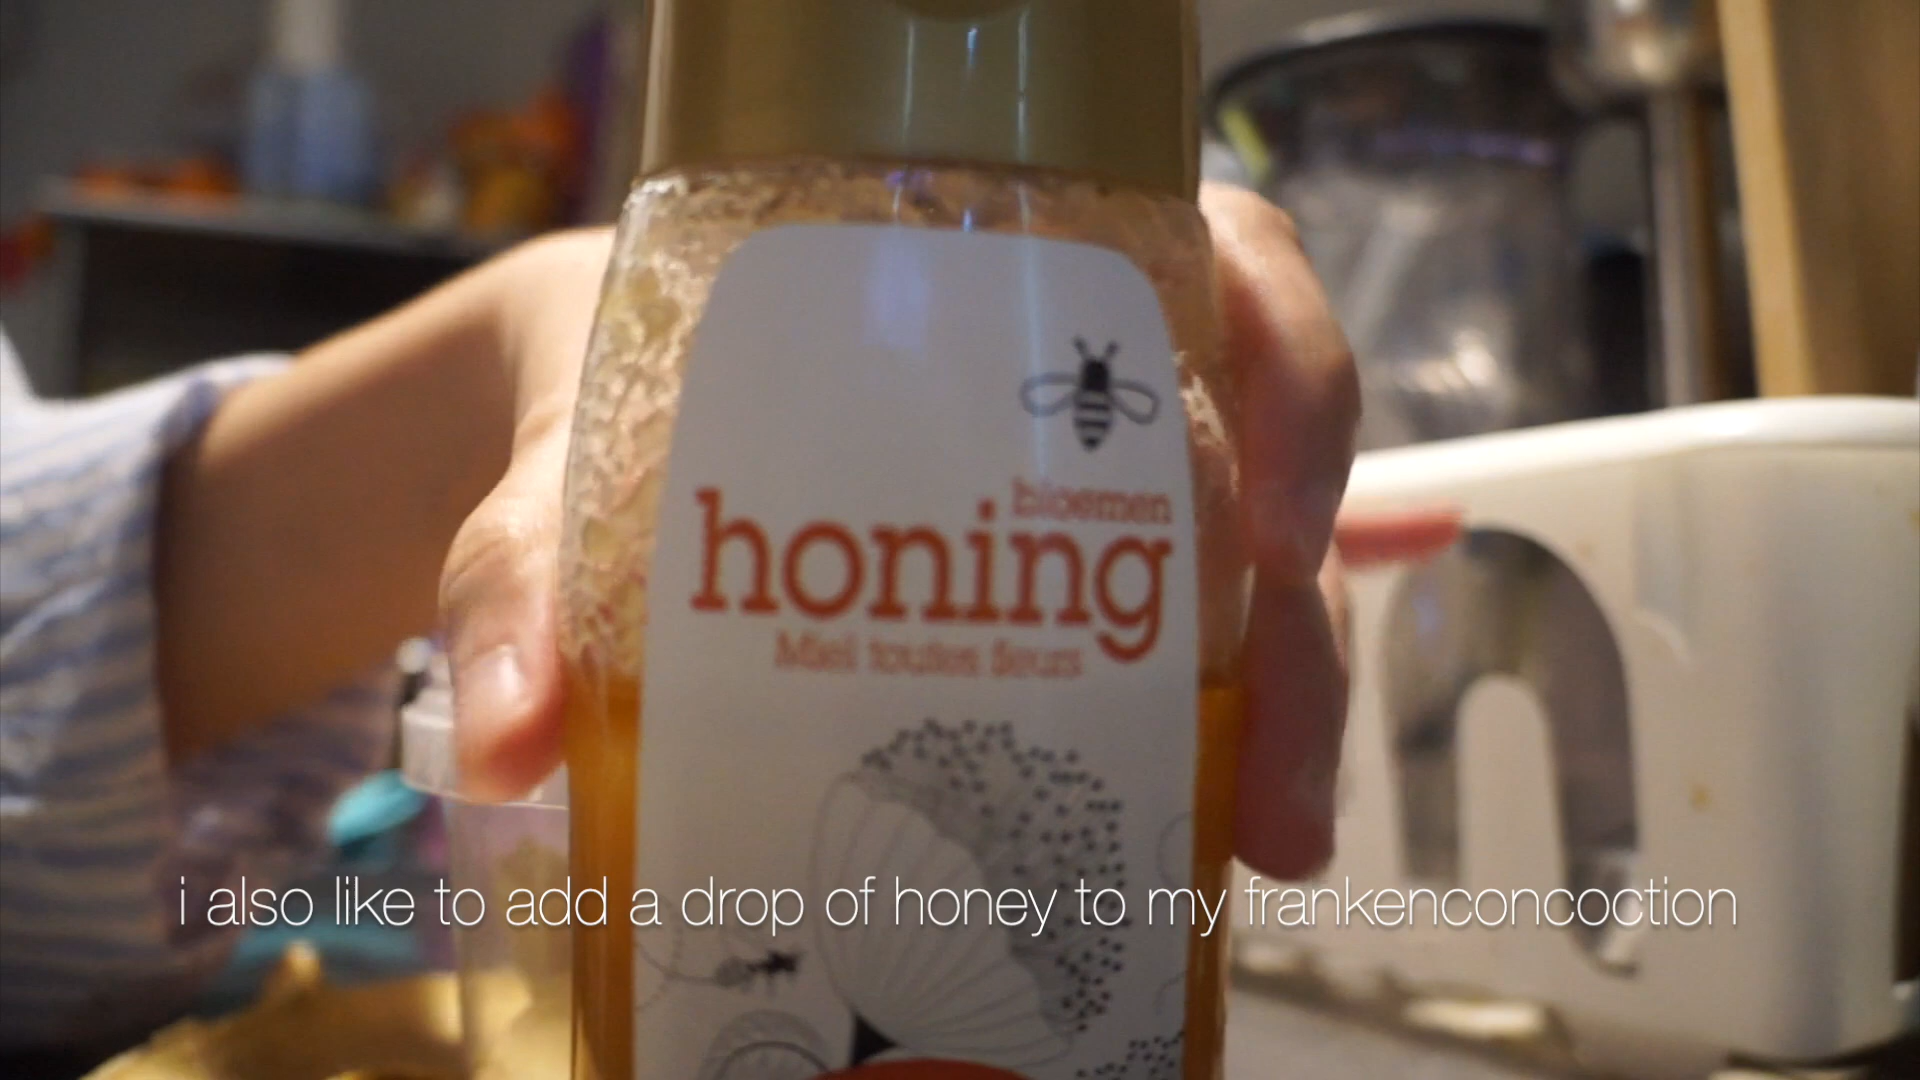 bloemen
honing
Miel toutes fleurs
i also like to add a drop of honey to my frankenconcoction